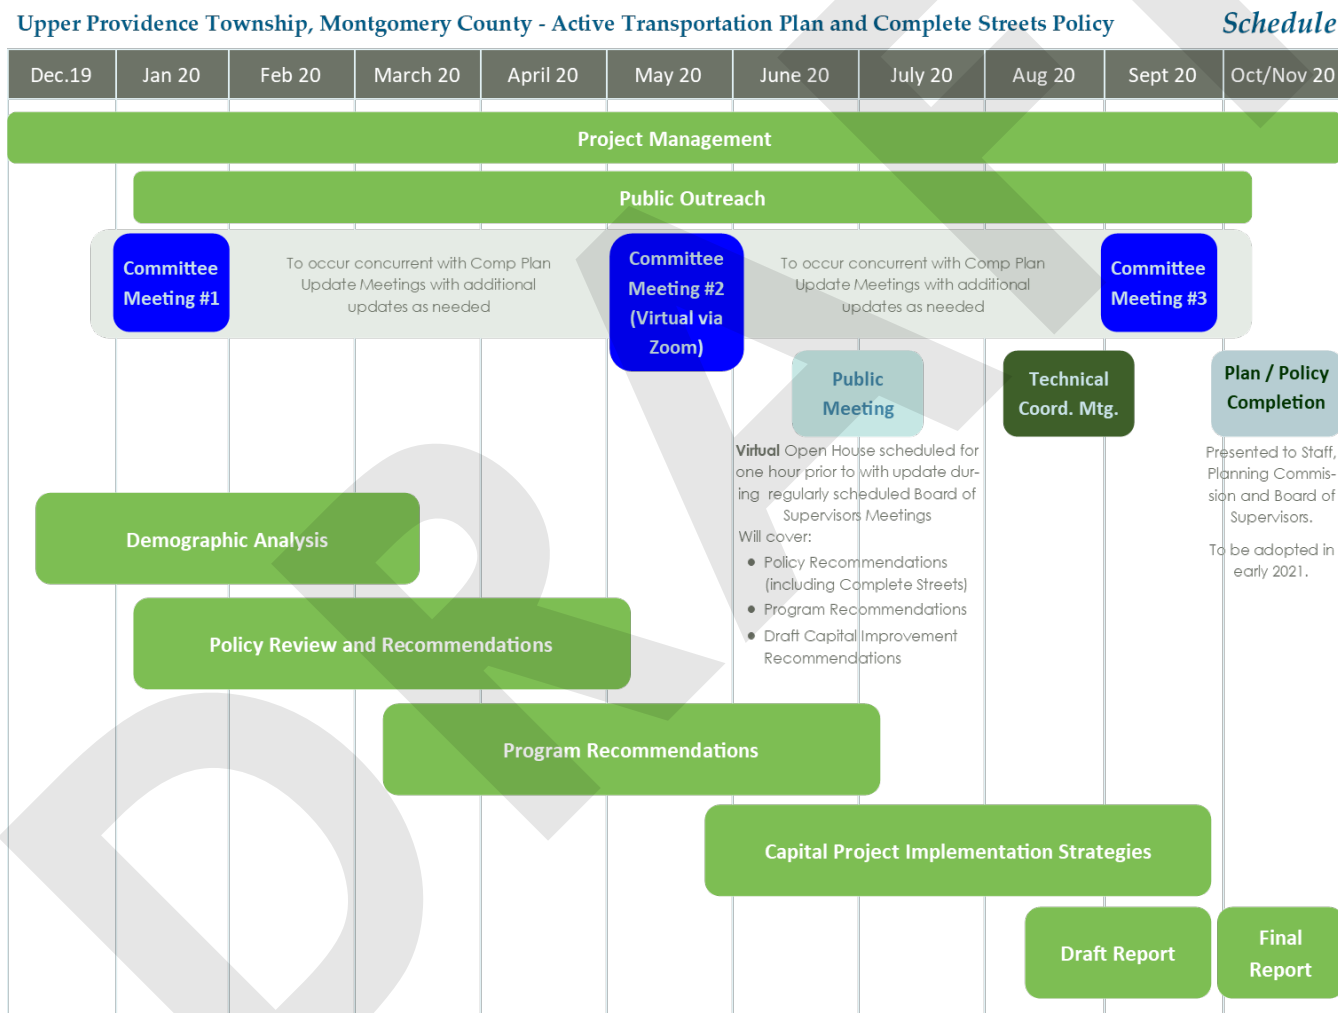 Upper Providence Township, Montgomery County - Active Transportation Plan and Complete Streets Policy
Schedule
Dec.19
Jan 20
Feb 20
March 20
April 20
May 20
June 20
July 20
Aug 20
Sept 20
Oct/Nov 20
Project Management
Public Outreach
Committee
Meeting #1
To occur concurrent with Comp Plan
Update Meetings with additional
updates as needed
Committee
Meeting #2
(Virtual via
Zoom)
To occur concurrent with Comp Plan
Update Meetings with additional
updates as needed
Committee
Meeting #3
Public
Meeting
Technical
Coord. Mtg.
Plan / Policy
Completion
Virtual Open House scheduled for
one hour prior to with update dur-
ing regularly scheduled Board of
Supervisors Meetings
Will cover:
● Policy Recommendations
(including Complete Streets)
● Program Recommendations
● Draft Capital Improvement
Recommendations
Presented to Staff,
Planning Commis-
sion and Board of
Supervisors.
To be adopted in
early 2021.
Demographic Analysis
Policy Review and Recommendations
Program Recommendations
Capital Project Implementation Strategies
Draft Report
Final
Report
DRAFT